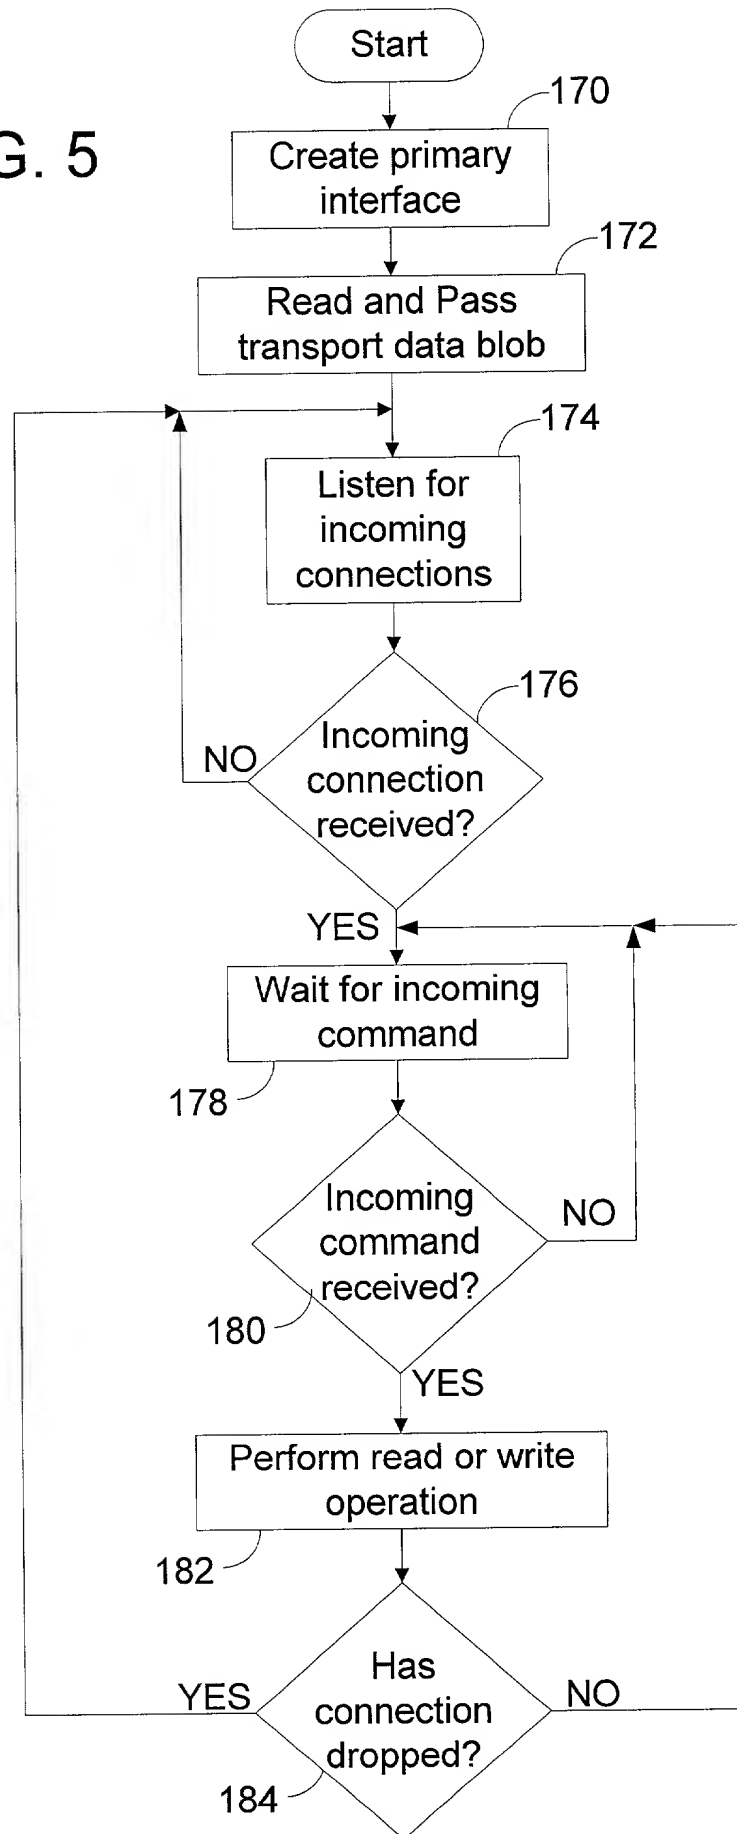 Start
170
G. 5
Create primary
interface
172
Read and Pass
transport data blob
174
Listen for
incoming
connections
176
Incoming
connection
received?
NO
YES
Wait for incoming
command
178
Incoming
command
received?
NO
180
YES
Perform read or write
operation
182
Has
connection
dropped?
YES
NO
184